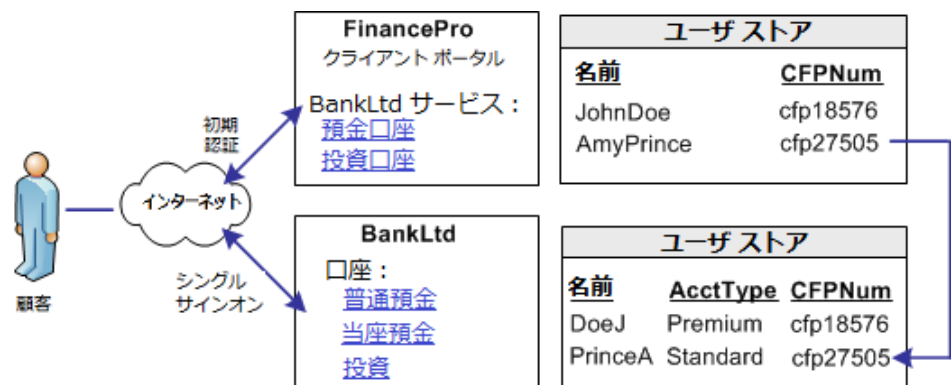 FinancePro
クライアント ポータル
BankLtd サービス：
預金口座
投資口座
ユーザ ストア
名前 CFPNum
JohnDoe cfp18576
AmyPrince cfp27505
初期
認証
インターネット
顧客
シングル
サインオン
BankLtd
口座：
普通預金
当座預金
投資
ユーザ ストア
名前 AcctType CFPNum
DoeJ Premium cfp18576
PrinceA Standard cfp27505